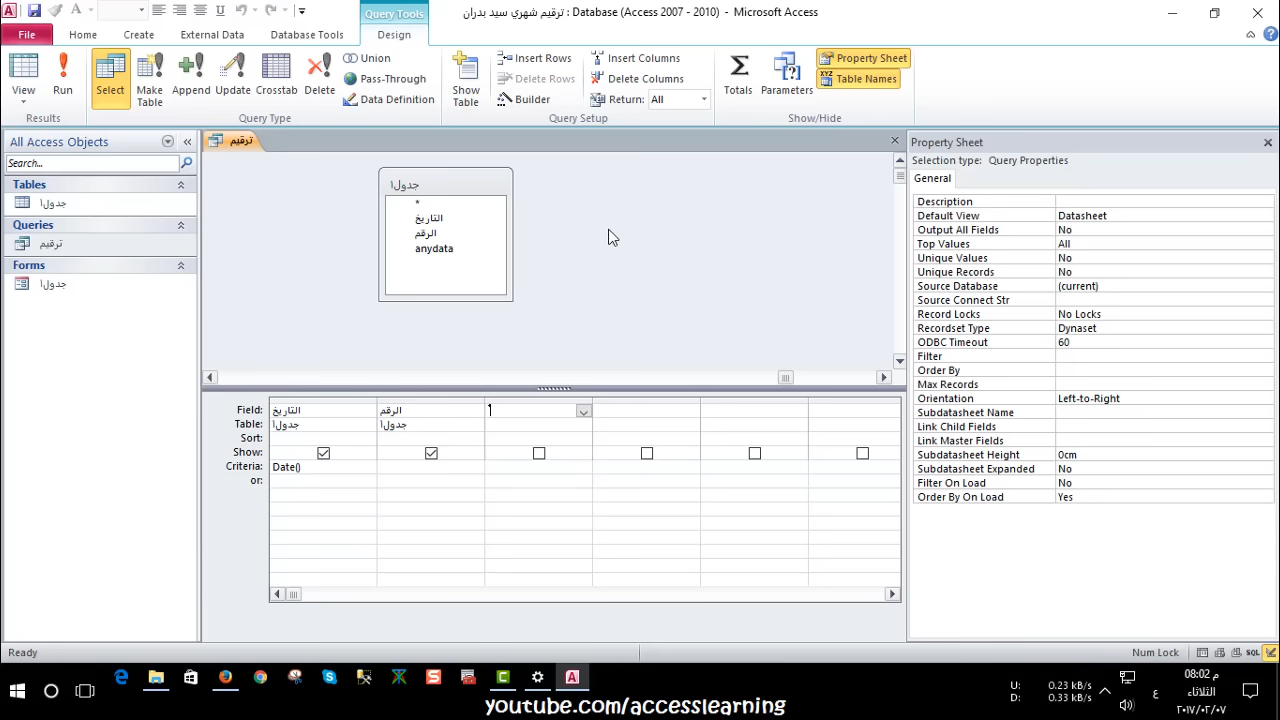 ترقيم شهري سيد بدران : Database (Access 2007 - 2010) - Microsoft Access
Query Tools
File Home Create External Data Database Tools Design
View Run Select Make Table Append Update Crosstab Delete
Union
Pass-Through
Data Definition
Show Table
Insert Rows
Delete Rows
Builder
Insert Columns
Delete Columns
Return: All
Totals Parameters
Property Sheet
Table Names
Results Query Type Query Setup Show/Hide
All Access Objects
Search...
Tables
جدول١
Queries
ترقيم
Forms
جدول١
ترقيم
جدول١
*
التاريخ
الرقم
anydata
Field: التاريخ الرقم
Table: جدول١ جدول١
Sort:
Show:
Criteria: Date()
or:
Property Sheet
Selection type: Query Properties
General
Description
Default View Datasheet
Output All Fields No
Top Values All
Unique Values No
Unique Records No
Source Database (current)
Source Connect Str
Record Locks No Locks
Recordset Type Dynaset
ODBC Timeout 60
Filter
Order By
Max Records
Orientation Left-to-Right
Subdatasheet Name
Link Child Fields
Link Master Fields
Subdatasheet Height 0cm
Subdatasheet Expanded No
Filter On Load No
Order By On Load Yes
Ready
Num Lock
SQL
U: 0.23 kB/s
D: 0.33 kB/s
ع
08:02 م
الثلاثاء
٢٠١٧/٠٢/٠٧
youtube.com/accesslearning